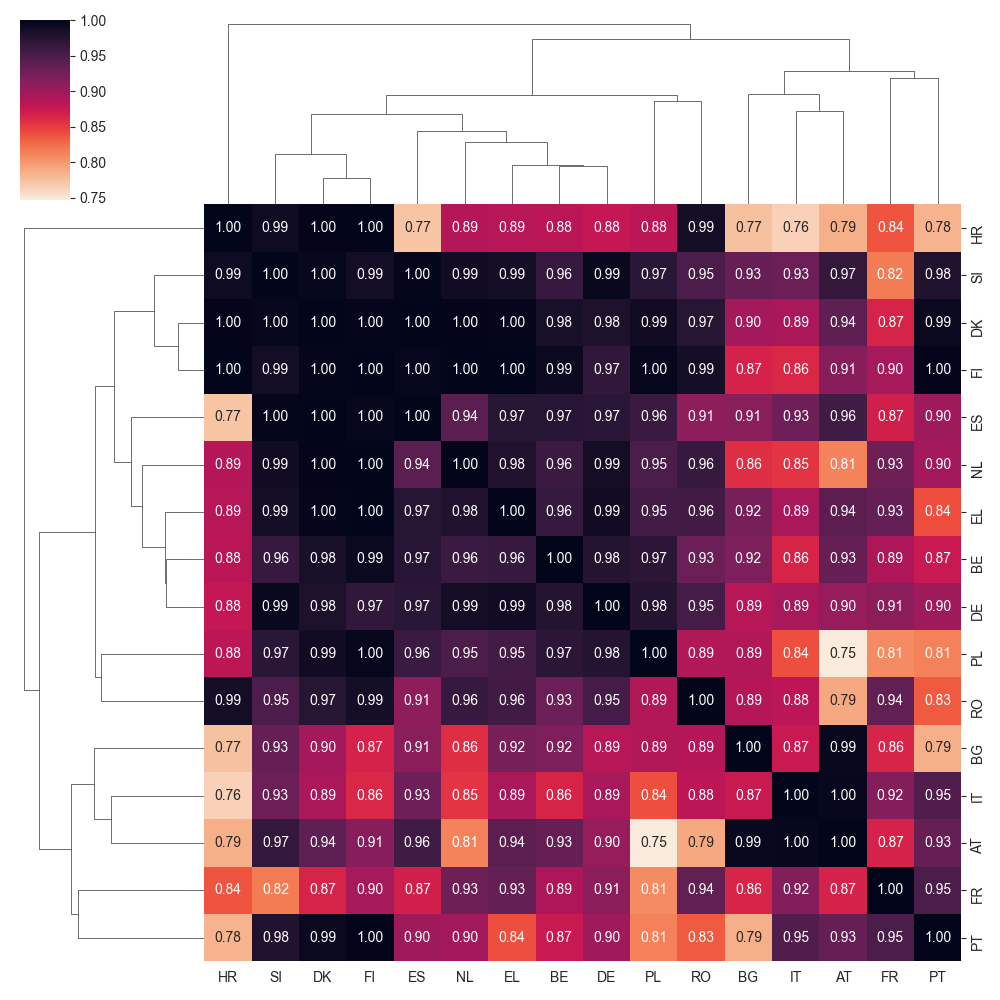 1.00
0.95
0.90
0.85
0.80
0.75
1.00 0.99 1.00 1.00 0.77 0.89 0.89 0.88 0.88 0.88 0.99 0.77 0.76 0.79 0.84 0.78 HR
0.99 1.00 1.00 0.99 1.00 0.99 0.99 0.96 0.99 0.97 0.95 0.93 0.93 0.97 0.82 0.98 SI
1.00 1.00 1.00 1.00 1.00 1.00 1.00 0.98 0.98 0.99 0.97 0.90 0.89 0.94 0.87 0.99 DK
1.00 0.99 1.00 1.00 1.00 1.00 1.00 0.99 0.97 1.00 0.99 0.87 0.86 0.91 0.90 1.00 FI
0.77 1.00 1.00 1.00 1.00 0.94 0.97 0.97 0.97 0.96 0.91 0.91 0.93 0.96 0.87 0.90 ES
0.89 0.99 1.00 1.00 0.94 1.00 0.98 0.96 0.99 0.95 0.96 0.86 0.85 0.81 0.93 0.90 NL
0.89 0.99 1.00 1.00 0.97 0.98 1.00 0.96 0.99 0.95 0.96 0.92 0.89 0.94 0.93 0.84 EL
0.88 0.96 0.98 0.99 0.97 0.96 0.96 1.00 0.98 0.97 0.93 0.92 0.86 0.93 0.89 0.87 BE
0.88 0.99 0.98 0.97 0.97 0.99 0.99 0.98 1.00 0.98 0.95 0.89 0.89 0.90 0.91 0.90 DE
0.88 0.97 0.99 1.00 0.96 0.95 0.95 0.97 0.98 1.00 0.89 0.89 0.84 0.75 0.81 0.81 PL
0.99 0.95 0.97 0.99 0.91 0.96 0.96 0.93 0.95 0.89 1.00 0.89 0.88 0.79 0.94 0.83 RO
0.77 0.93 0.90 0.87 0.91 0.86 0.92 0.92 0.89 0.89 0.89 1.00 0.87 0.99 0.86 0.79 BG
0.76 0.93 0.89 0.86 0.93 0.85 0.89 0.86 0.89 0.84 0.88 0.87 1.00 1.00 0.92 0.95 IT
0.79 0.97 0.94 0.91 0.96 0.81 0.94 0.93 0.90 0.75 0.79 0.99 1.00 1.00 0.87 0.93 AT
0.84 0.82 0.87 0.90 0.87 0.93 0.93 0.89 0.91 0.81 0.94 0.86 0.92 0.87 1.00 0.95 FR
0.78 0.98 0.99 1.00 0.90 0.90 0.84 0.87 0.90 0.81 0.83 0.79 0.95 0.93 0.95 1.00 PT
HR SI DK FI ES NL EL BE DE PL RO BG IT AT FR PT